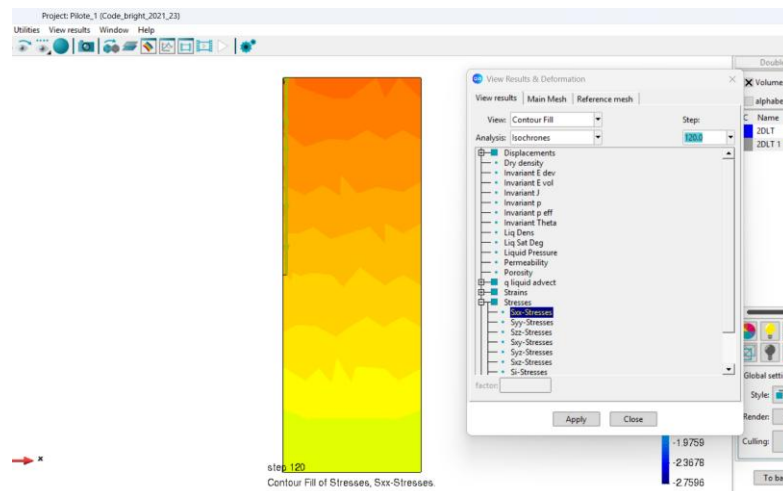 Project: Pilote_1 (Code_bright_2021_23)
Utilities View results Window Help
View Results & Deformation
View results Main Mesh Reference mesh
View: Contour Fill Step:
Analysis: Isochrones 120.0
Displacements
Dry density
Invariant E dev
Invariant E vol
Invariant J
Invariant p
Invariant p eff
Invariant Theta
Liq Dens
Liq Sat Deg
Liquid Pressure
Permeability
Porosity
q liquid advect
Strains
Stresses
Sxx-Stresses
Syy-Stresses
Szz-Stresses
Sxy-Stresses
Syz-Stresses
Sxz-Stresses
Si-Stresses
factor:
Apply Close
Doubl
Volume
alphabe
C Name
2DLT
2DLT 1
Global setti
Style:
Render:
Culling:
To ba
x
-1.9759
-2.3678
-2.7596
step 120
Contour Fill of Stresses, Sxx-Stresses.